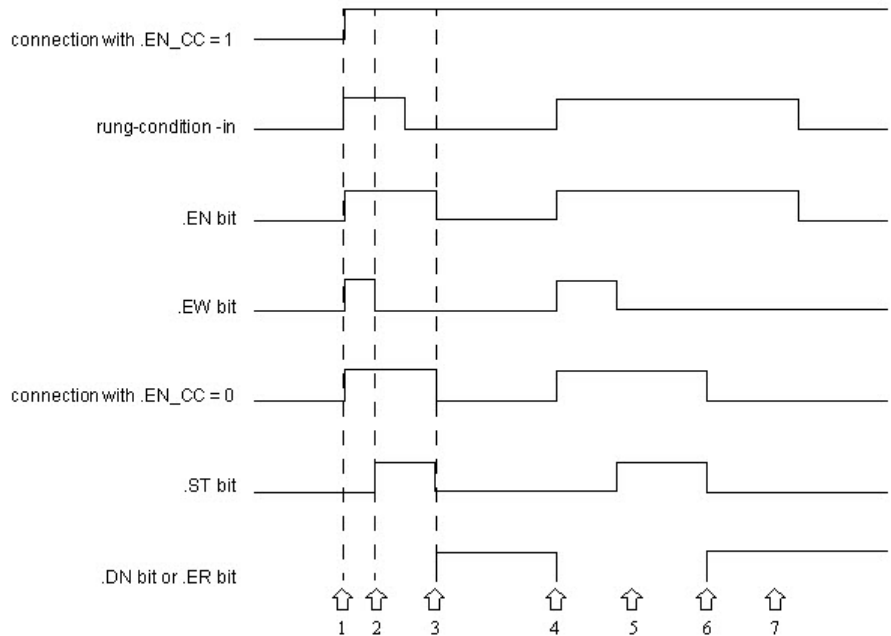 connection with .EN_CC = 1
rung-condition -in
.EN bit
.EW bit
connection with .EN_CC = 0
.ST bit
.DN bit or .ER bit
1 2 3 4 5 6 7